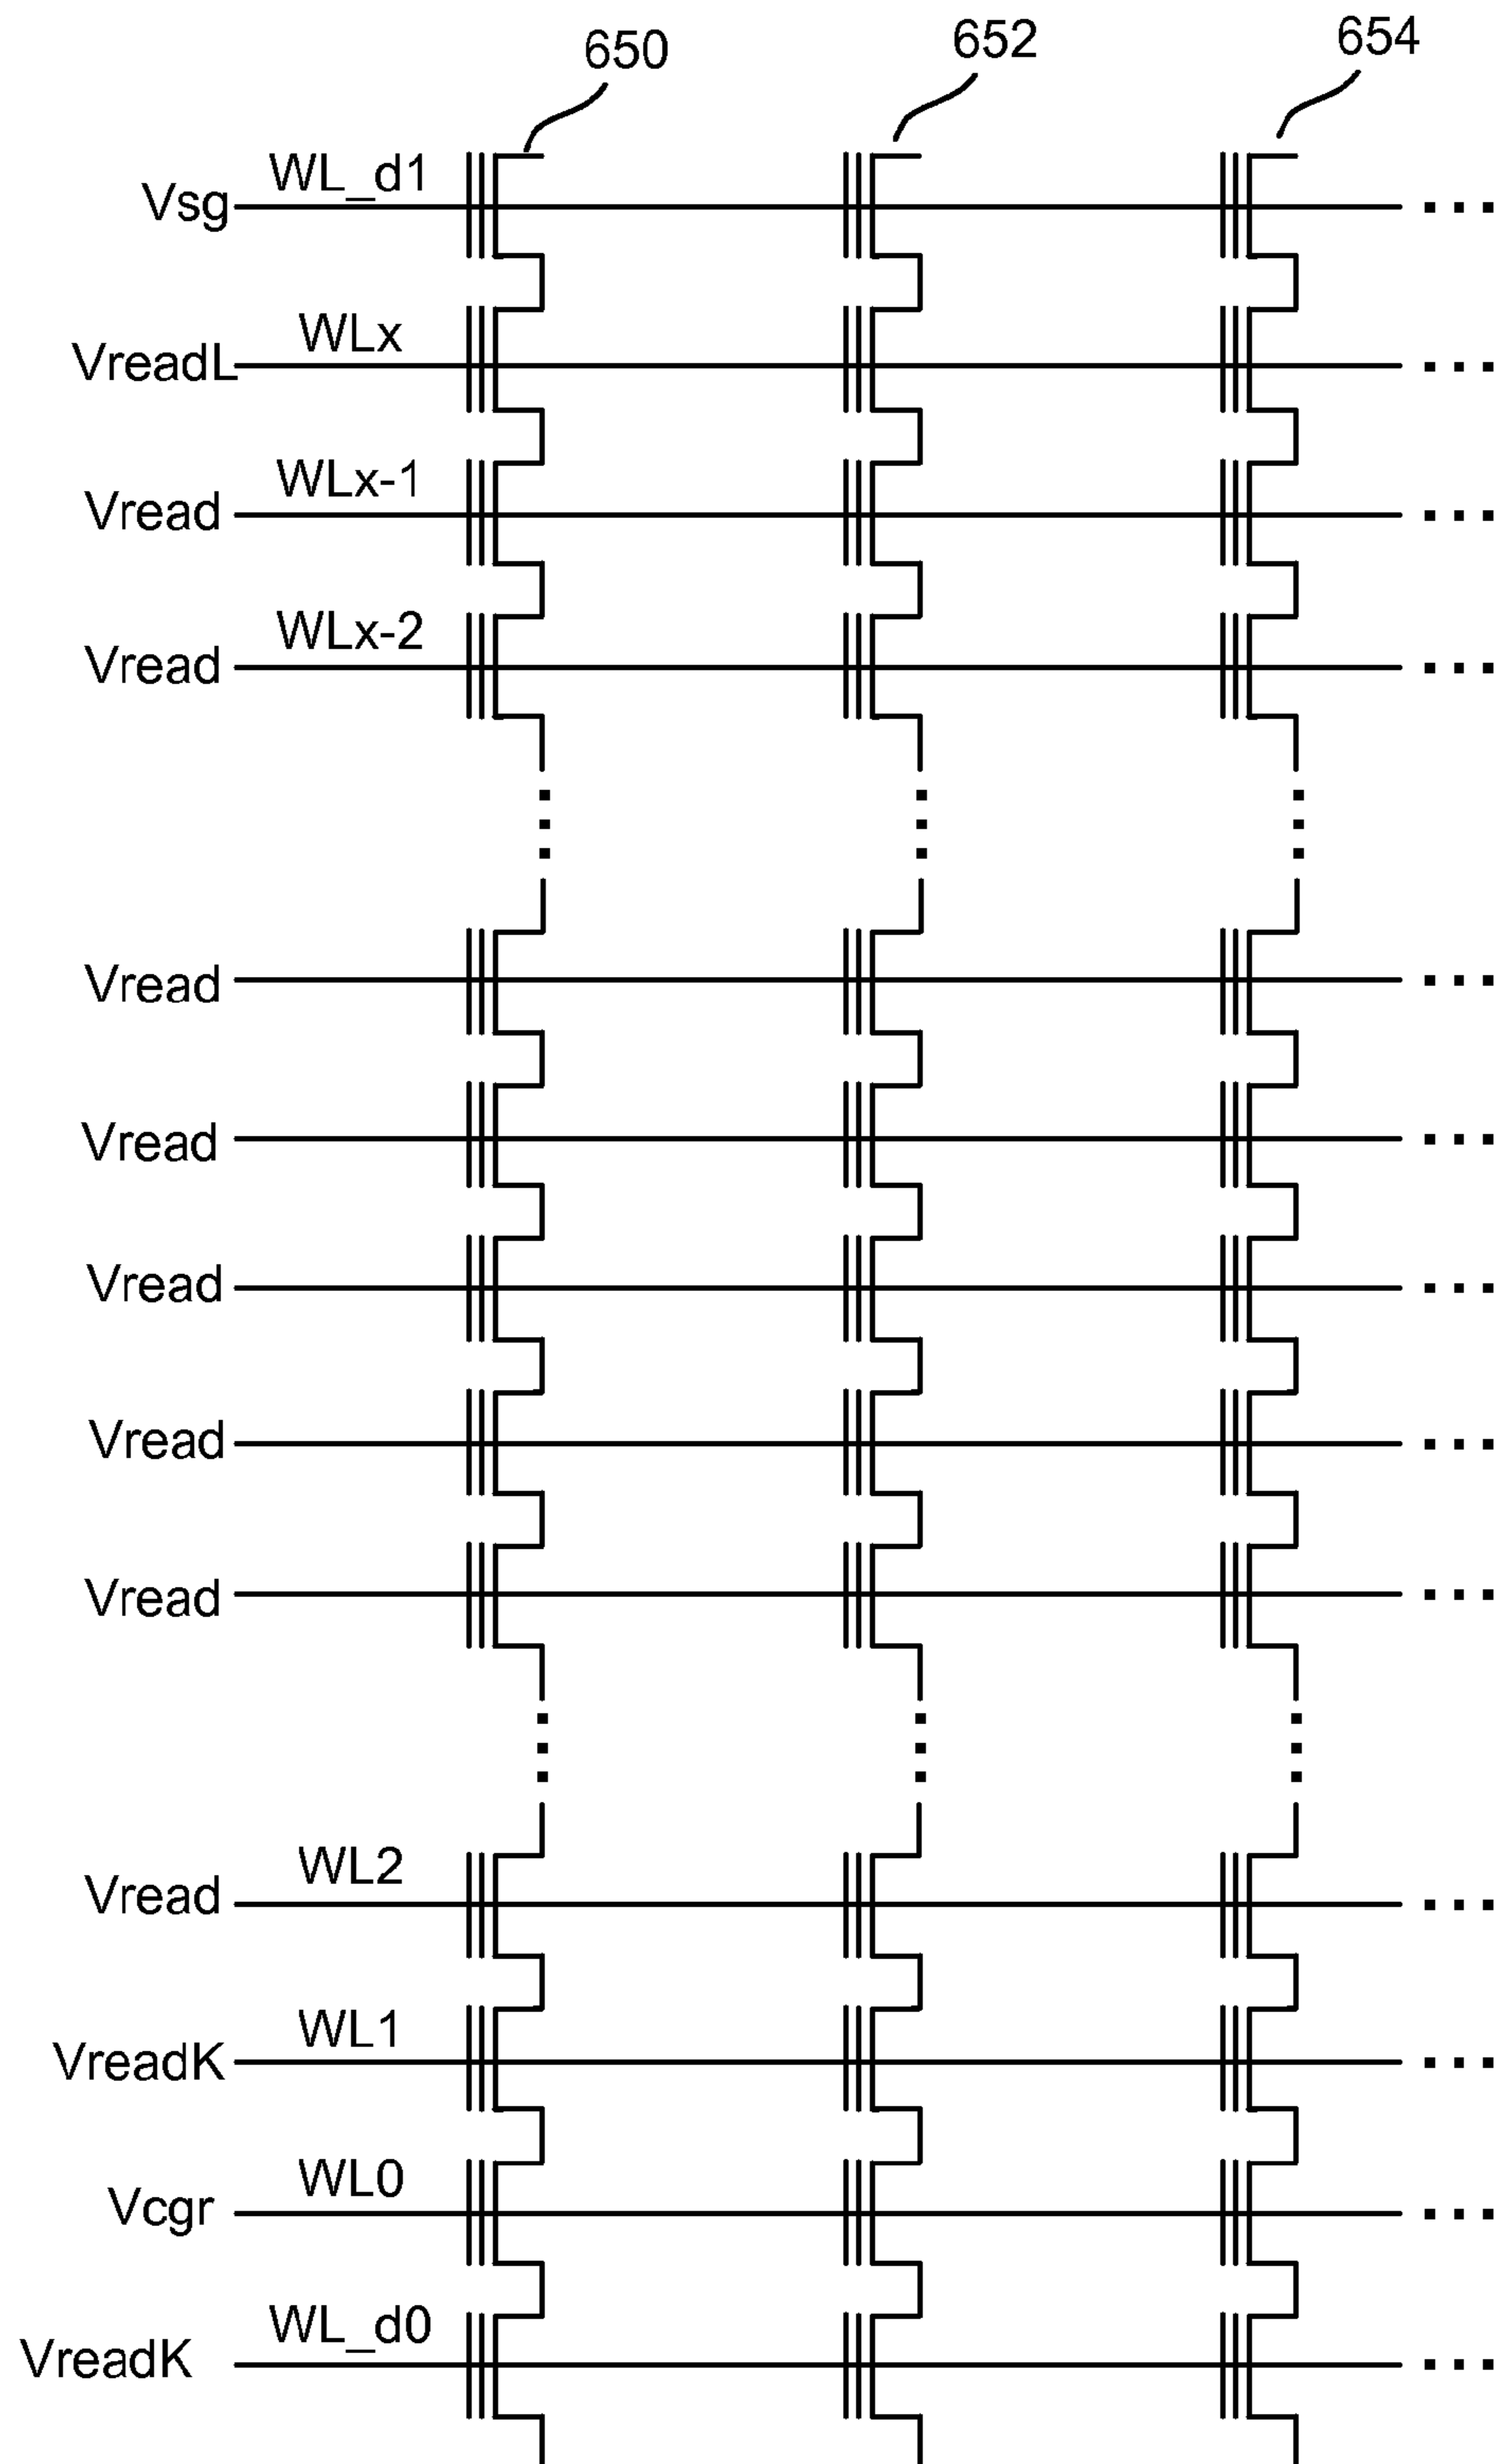 650 652 654
WL_d1
Vsg
WLx
VreadL
WLx-1
Vread
WLx-2
Vread
Vread
Vread
Vread
Vread
Vread
WL2
Vread
WL1
VreadK
WL0
Vcgr
WL_d0
VreadK